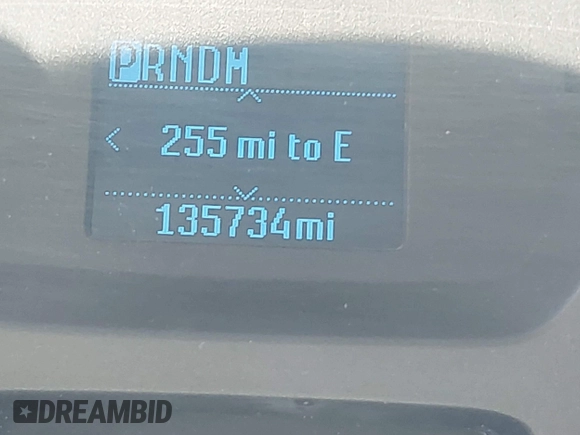 PRNDM
255 mi to E
135734mi
DREAMBID